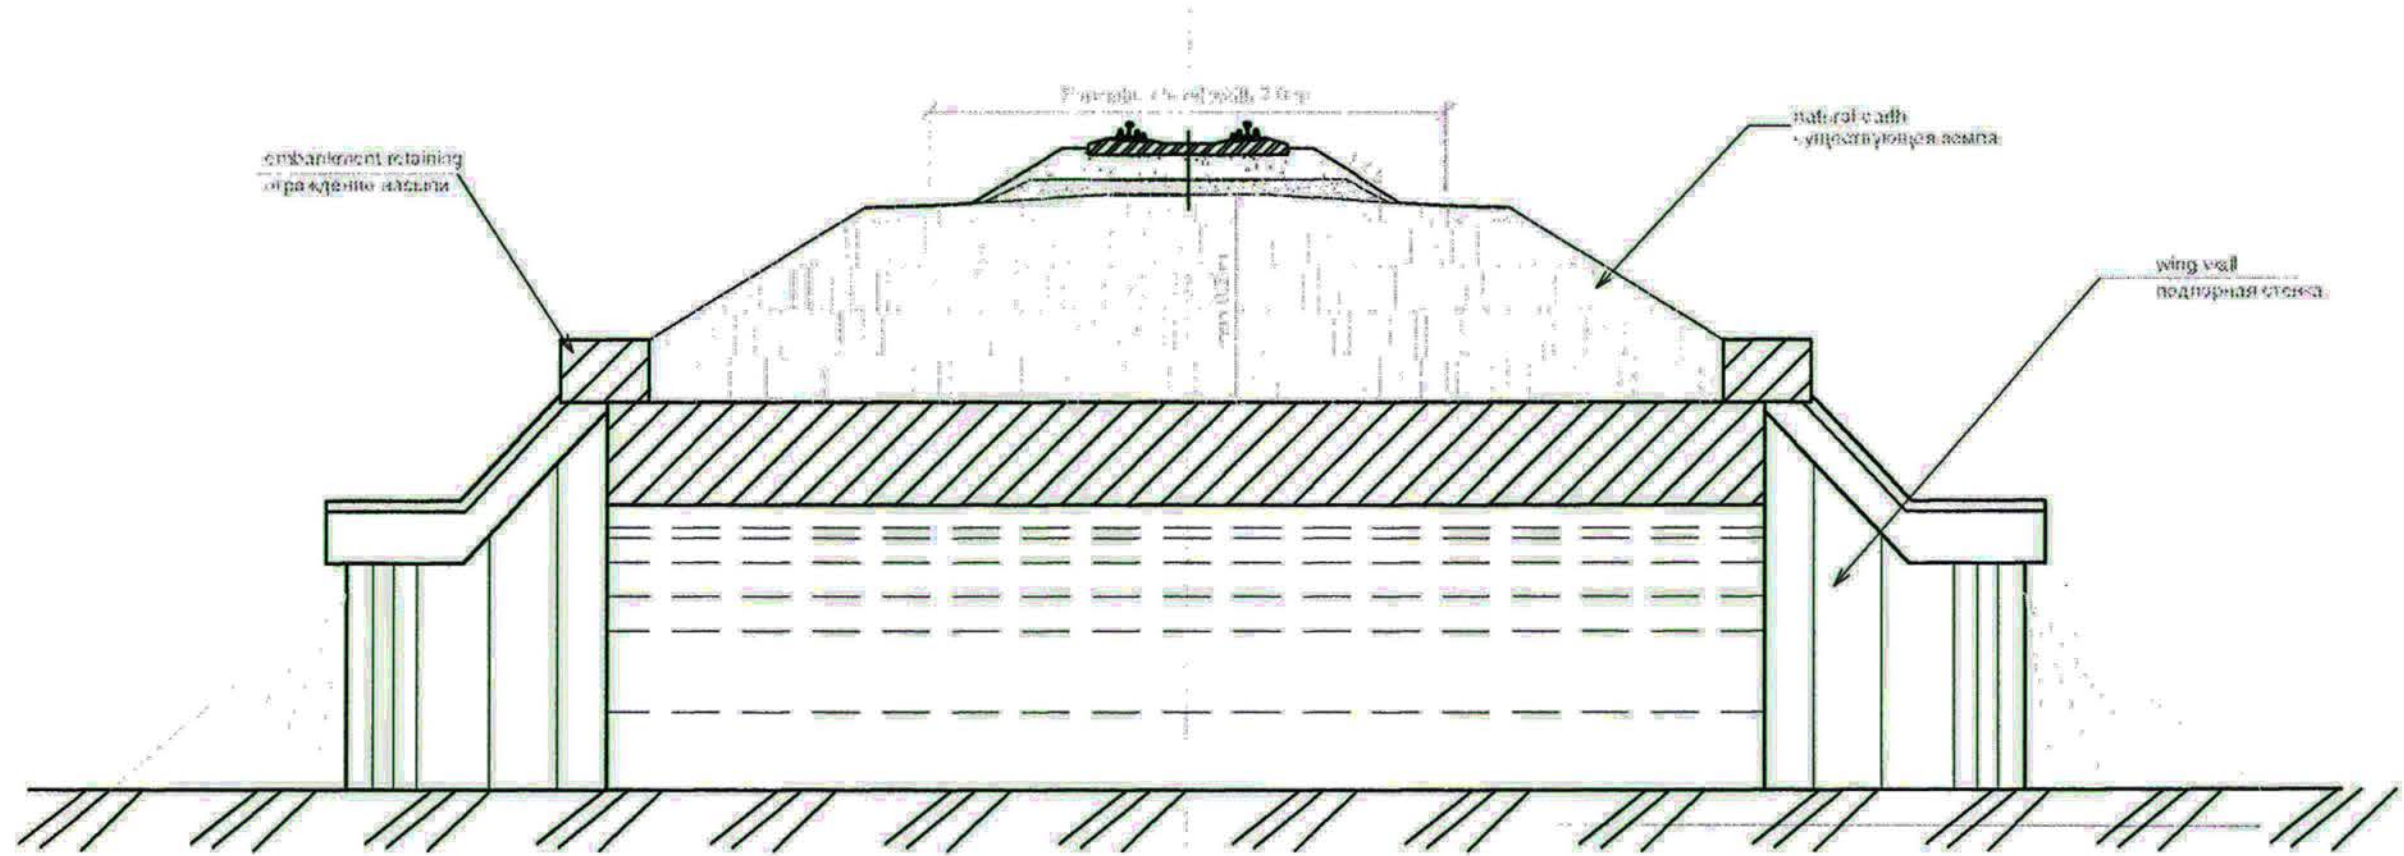 embankment retaining
ограждение насыпи
natural earth
существующая земля
wing wall
подпорная стенка